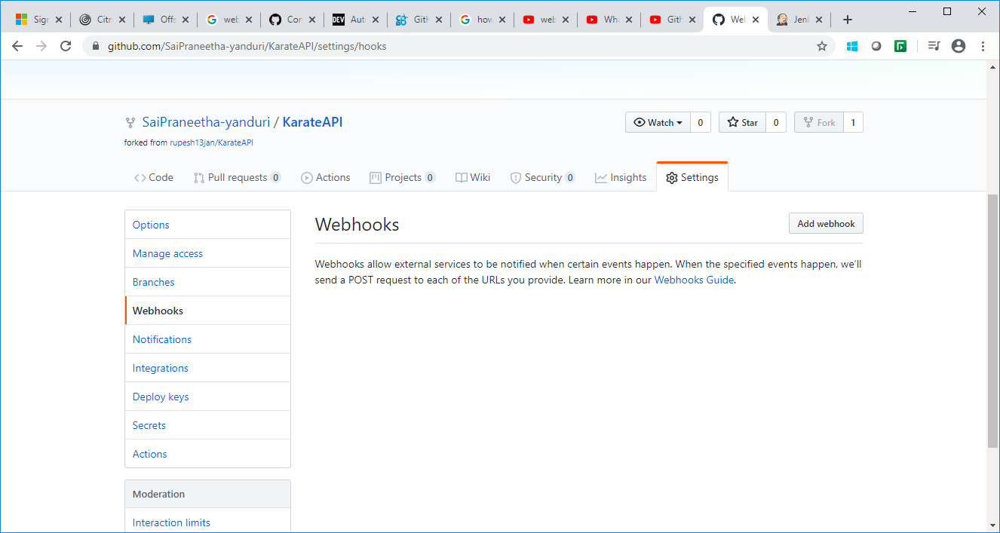 Sign Citr Offs web Con DEV Aut Gith how web Wha Gith Wel Jenl
github.com/SaiPraneetha-yanduri/KarateAPI/settings/hooks
SaiPraneetha-yanduri / KarateAPI
Watch 0 Star 0 Fork 1
forked from rupesh13jan/KarateAPI
Code Pull requests 0 Actions Projects 0 Wiki Security 0 Insights Settings
Options
Manage access
Branches
Webhooks
Notifications
Integrations
Deploy keys
Secrets
Actions
Moderation
Interaction limits
Webhooks
Add webhook
Webhooks allow external services to be notified when certain events happen. When the specified events happen, we'll
send a POST request to each of the URLs you provide. Learn more in our Webhooks Guide.